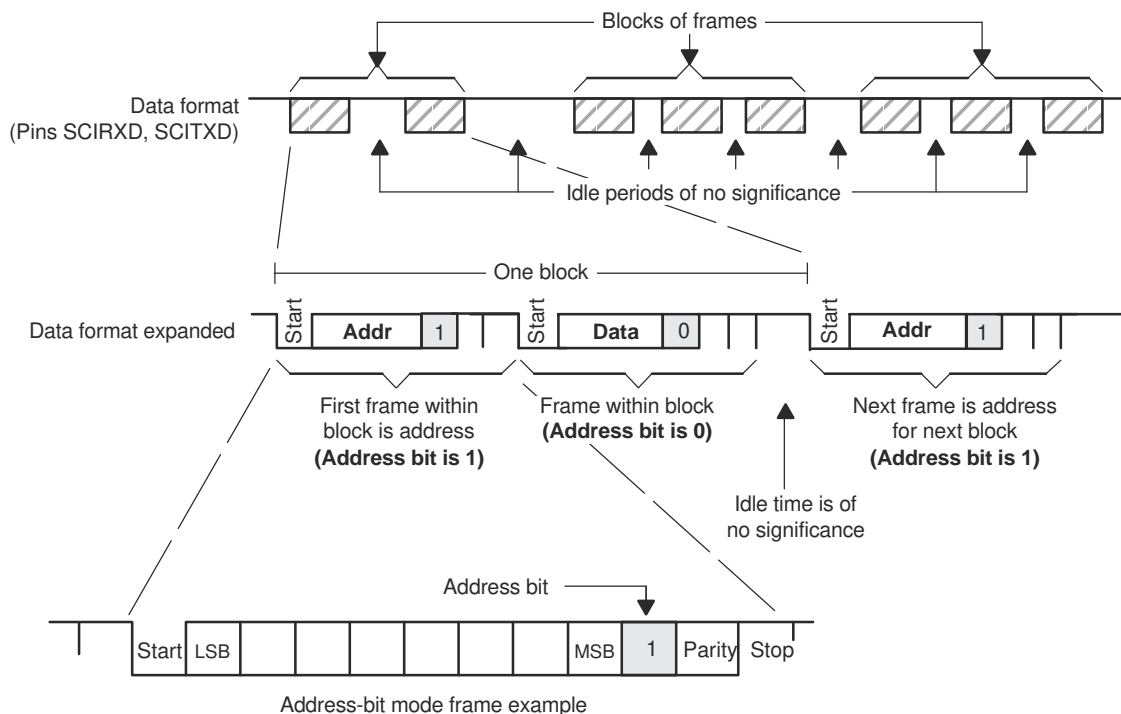 Blocks of frames
Data format
(Pins SCIRXD, SCITXD)
Idle periods of no significance
One block
Data format expanded
Start
Addr
1
Start
Data
0
Start
Addr
1
First frame within
block is address
(Address bit is 1)
Frame within block
(Address bit is 0)
Next frame is address
for next block
(Address bit is 1)
Idle time is of
no significance
Address bit
Start
LSB
MSB
1
Parity
Stop
Address-bit mode frame example